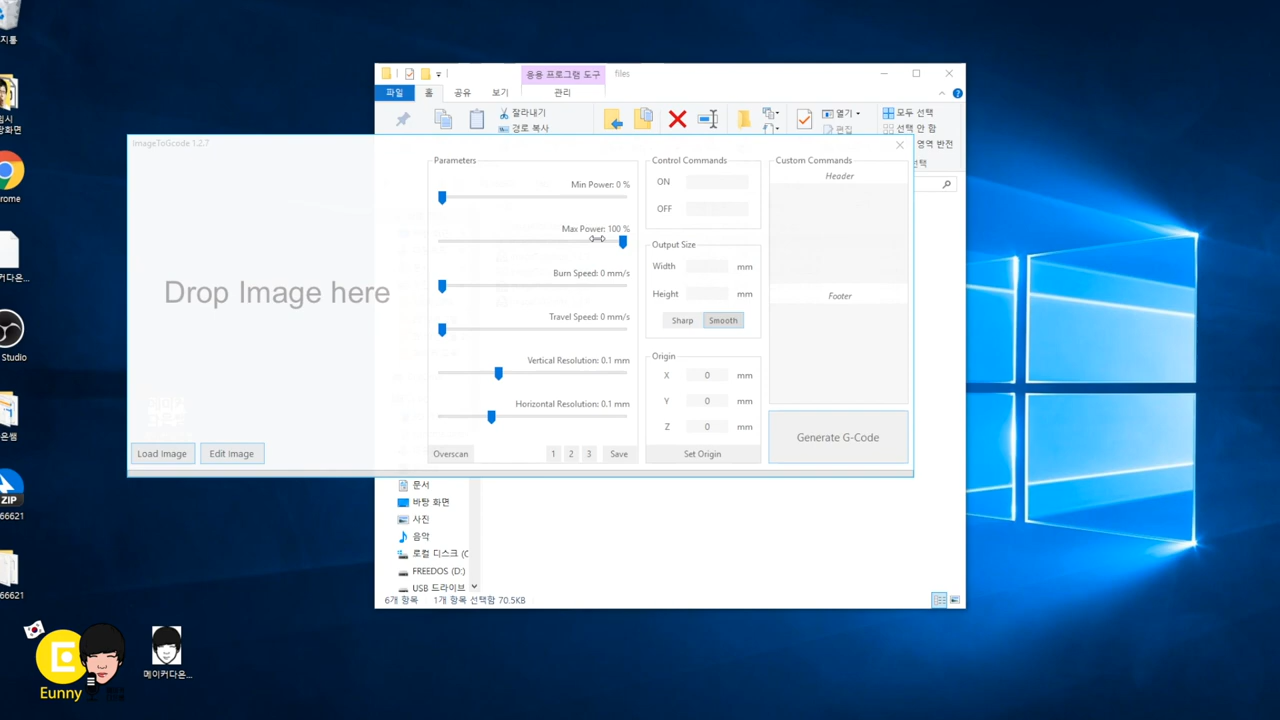 지통
응용 프로그램 도구
files
파일
홈
공유
보기
관리
잘라내기
경로 복사
열기
편집
모두 선택
선택 안 함
영역 반전
택
ImageToGcode 1.2.7
Drop Image here
Load Image
Edit Image
Parameters
Min Power: 0 %
Max Power: 100 %
Burn Speed: 0 mm/s
Travel Speed: 0 mm/s
Vertical Resolution: 0.1 mm
Horizontal Resolution: 0.1 mm
Overscan
1
2
3
Save
Control Commands
ON
OFF
Output Size
Width
mm
Height
mm
Sharp
Smooth
Origin
X
0
mm
Y
0
mm
Z
0
mm
Set Origin
Custom Commands
Header
Footer
Generate G-Code
임시
장화면
rome
커다운...
Studio
은쌤
ZIP
66621
66621
문서
바탕 화면
사진
음악
로컬 디스크 (C
FREEDOS (D:)
USB 드라이브
6개 항목
1개 항목 선택함 70.5KB
Eunny
메이커다은...